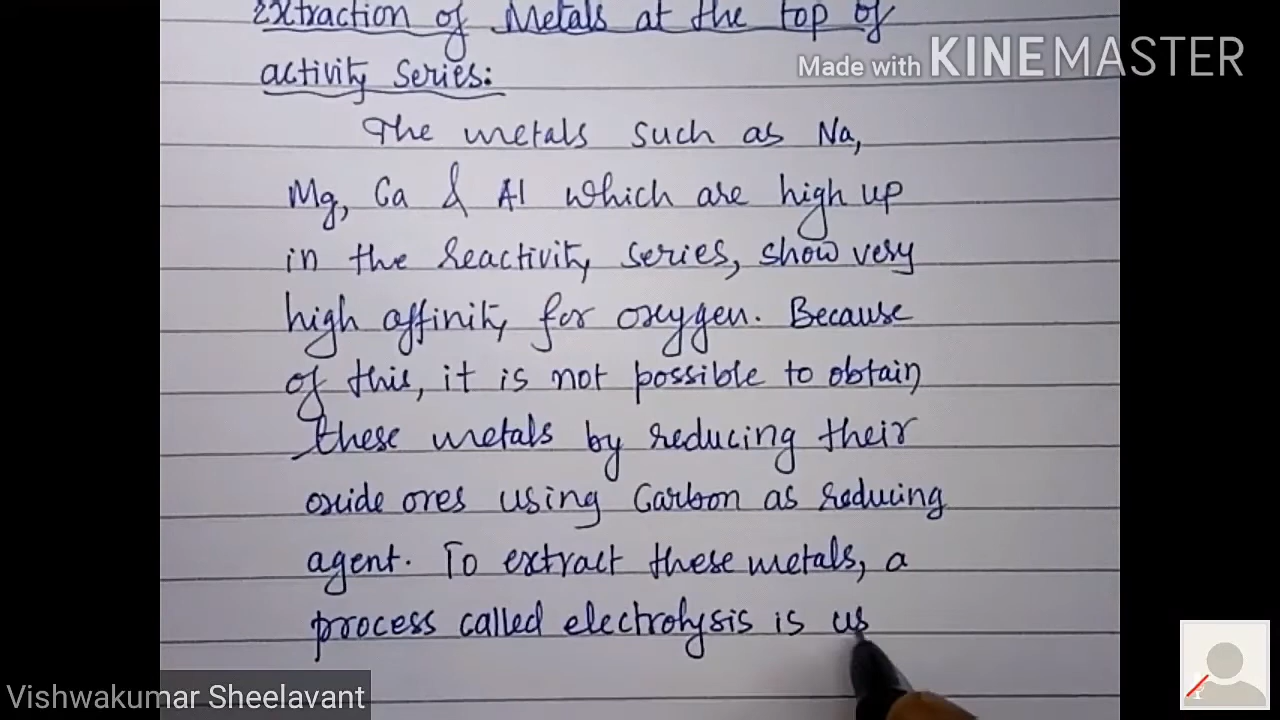 Extraction of Metals at the top of
Made with KINEMASTER
activity Series:
The metals such as Na,
Mg, Ca & Al which are high up
in the reactivity series, show very
high affinity for oxygen. Because
of this, it is not possible to obtain
these metals by reducing their
oxide ores using Carbon as reducing
agent. To extract these metals, a
process called electrolysis is us
Vishwakumar Sheelavant